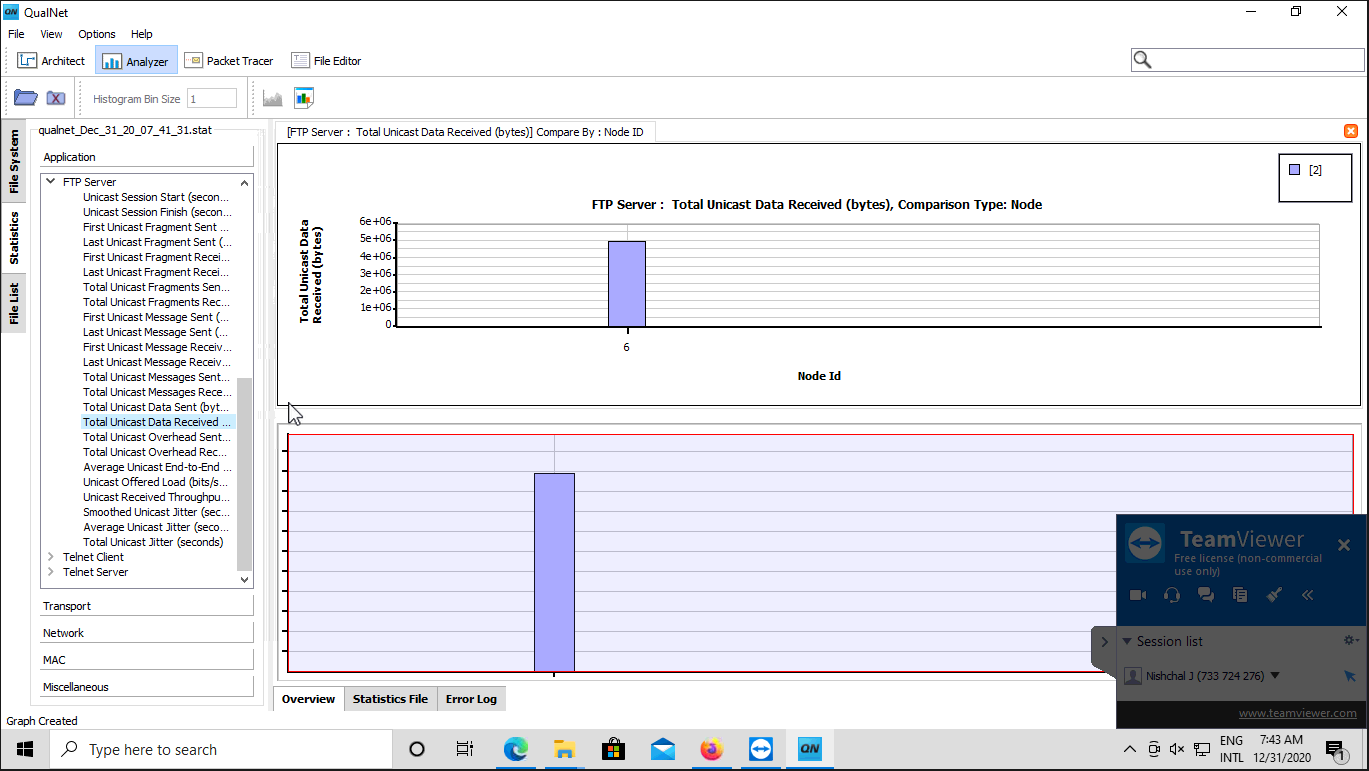 QN QualNet
File View Options Help
Architect Analyzer Packet Tracer File Editor
Histogram Bin Size 1
File System
Statistics
File List
qualnet_Dec_31_20_07_41_31.stat
Application
FTP Server
Unicast Session Start (secon...
Unicast Session Finish (secon...
First Unicast Fragment Sent ...
Last Unicast Fragment Sent (...
First Unicast Fragment Recei...
Last Unicast Fragment Recei...
Total Unicast Fragments Sen...
Total Unicast Fragments Rec...
First Unicast Message Sent (...
Last Unicast Message Sent (...
First Unicast Message Receiv...
Last Unicast Message Receiv...
Total Unicast Messages Sent...
Total Unicast Messages Rece...
Total Unicast Data Sent (byt...
Total Unicast Data Received ...
Total Unicast Overhead Sent...
Total Unicast Overhead Rec...
Average Unicast End-to-End ...
Unicast Offered Load (bits/s...
Unicast Received Throughpu...
Smoothed Unicast Jitter (sec...
Average Unicast Jitter (seco...
Total Unicast Jitter (seconds)
Telnet Client
Telnet Server
Transport
Network
MAC
Miscellaneous
[FTP Server : Total Unicast Data Received (bytes)] Compare By : Node ID
[2]
FTP Server : Total Unicast Data Received (bytes), Comparison Type: Node
Total Unicast Data
Received (bytes)
6e+06
5e+06
4e+06
3e+06
2e+06
1e+06
0
6
Node Id
TeamViewer
Free license (non-commercial
use only)
Session list
Nishchal J (733 724 276)
www.teamviewer.com
Overview Statistics File Error Log
Graph Created
Type here to search
QN
ENG
INTL
7:43 AM
12/31/2020
1